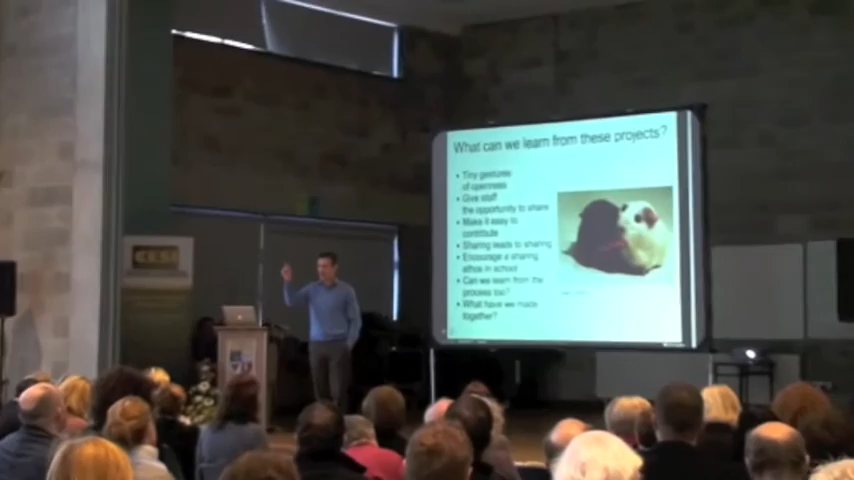 What can we learn from these projects?
• Tiny gestures
of openness
• Give staff
the opportunity to share
• Make it easy to
contribute
• Sharing leads to sharing
• Encourage a sharing
ethos in school
• Can we learn from the
process too?
• What have we made
together?
CESI